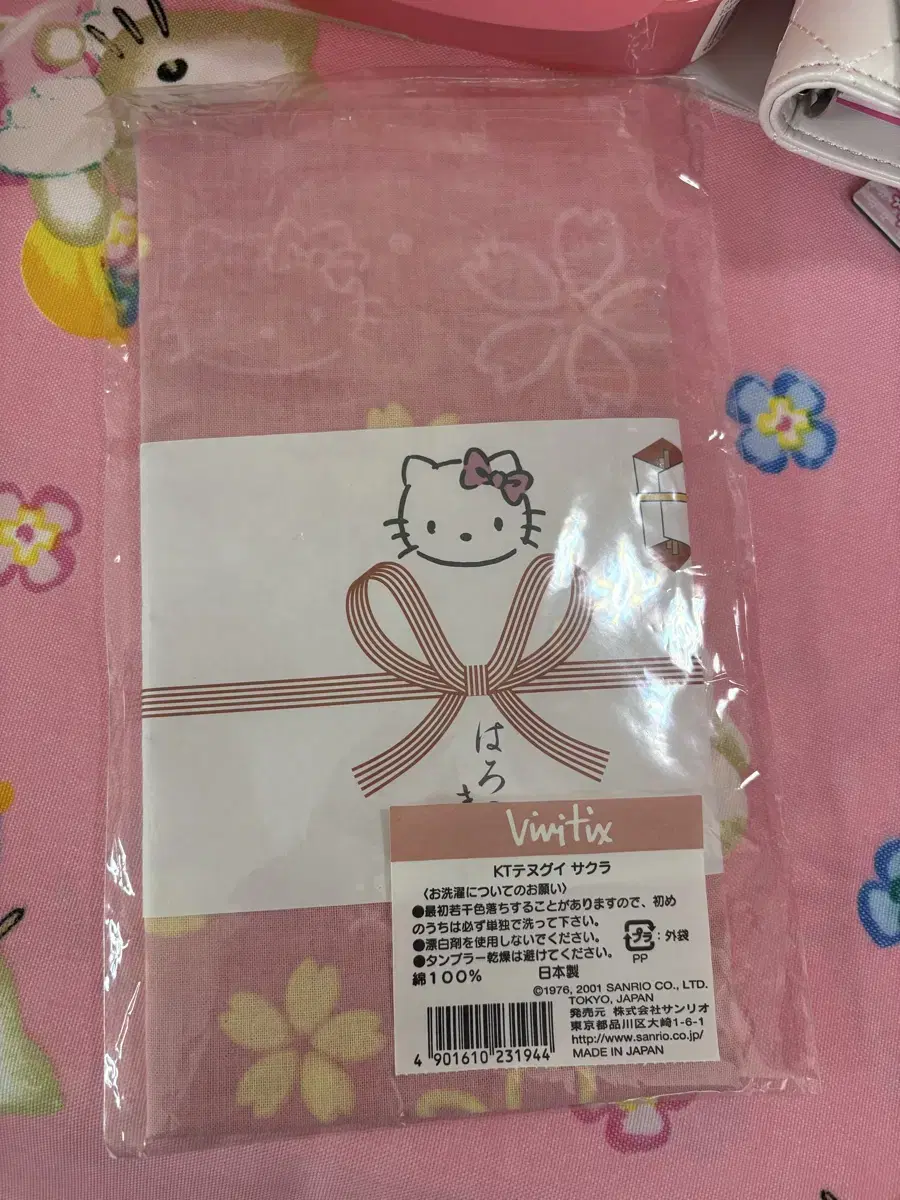 はろ
Vivitix
KTテヌグイ サクラ
〈お洗濯についてのお願い〉
●最初若干色落ちすることがありますので、初め
のうちは必ず単独で洗って下さい。
●漂白剤を使用しないでください。
●タンブラー乾燥は避けてください。
プラ:外袋
PP
綿100% 日本製
©1976, 2001 SANRIO CO., LTD.
TOKYO, JAPAN
発売元 株式会社サンリオ
東京都品川区大崎1-6-1
http://www.sanrio.co.jp/
MADE IN JAPAN
4 901610 231944